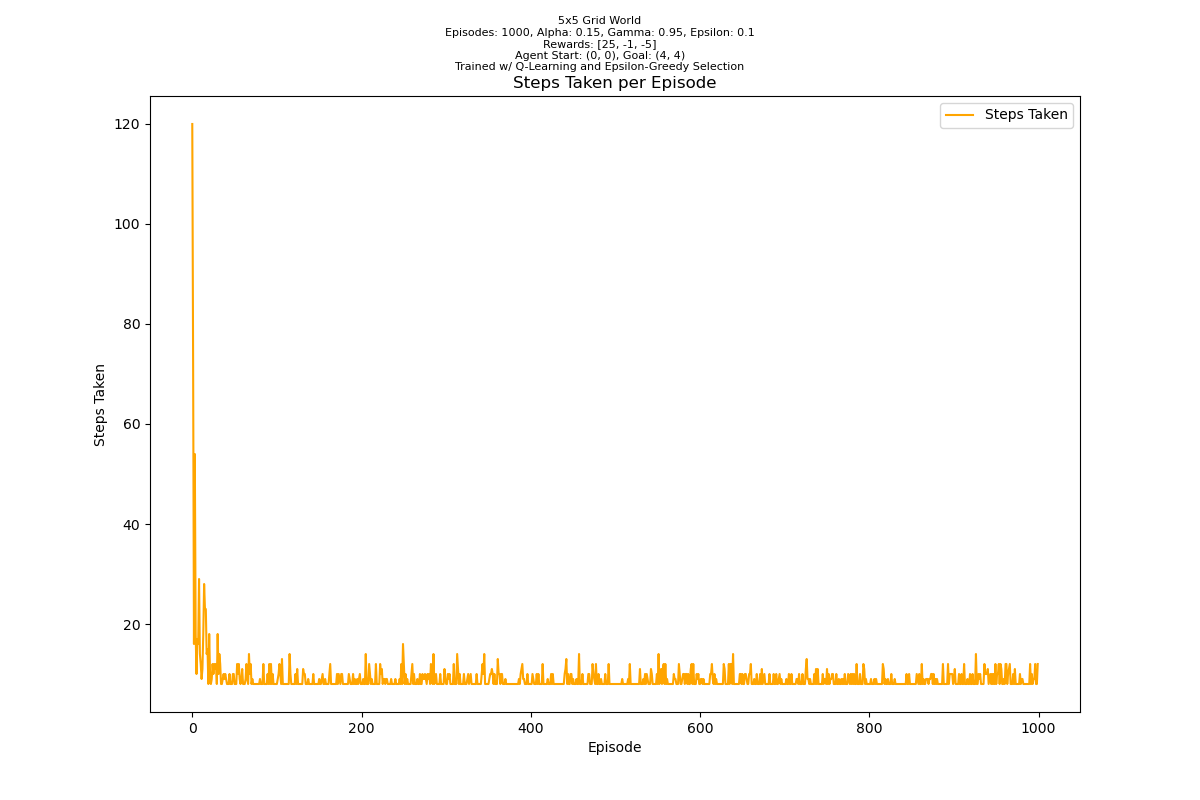 5x5 Grid World
Episodes: 1000, Alpha: 0.15, Gamma: 0.95, Epsilon: 0.1
Rewards: [25, -1, -5]
Agent Start: (0, 0), Goal: (4, 4)
Trained w/ Q-Learning and Epsilon-Greedy Selection
Steps Taken per Episode
Steps Taken
120
100
80
60
40
20
Steps Taken
0
200
400
600
800
1000
Episode